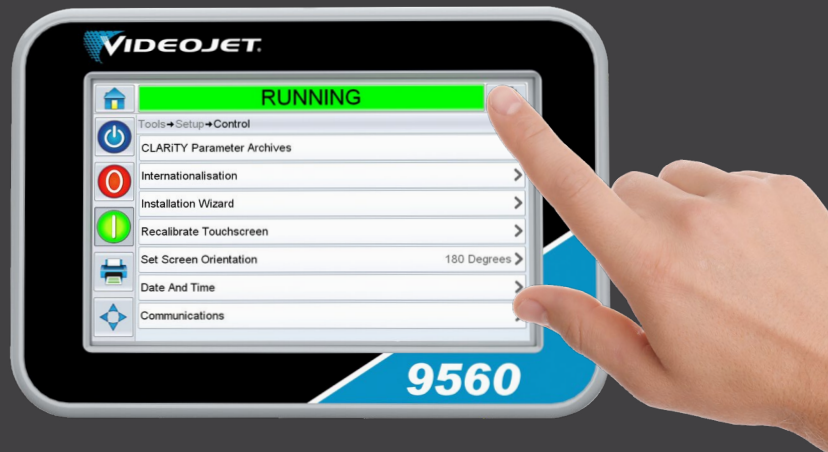 VIDEOJET.
RUNNING
Tools→Setup→Control
CLARiTY Parameter Archives
Internationalisation
Installation Wizard
Recalibrate Touchscreen
Set Screen Orientation 180 Degrees
Date And Time
Communications
9560